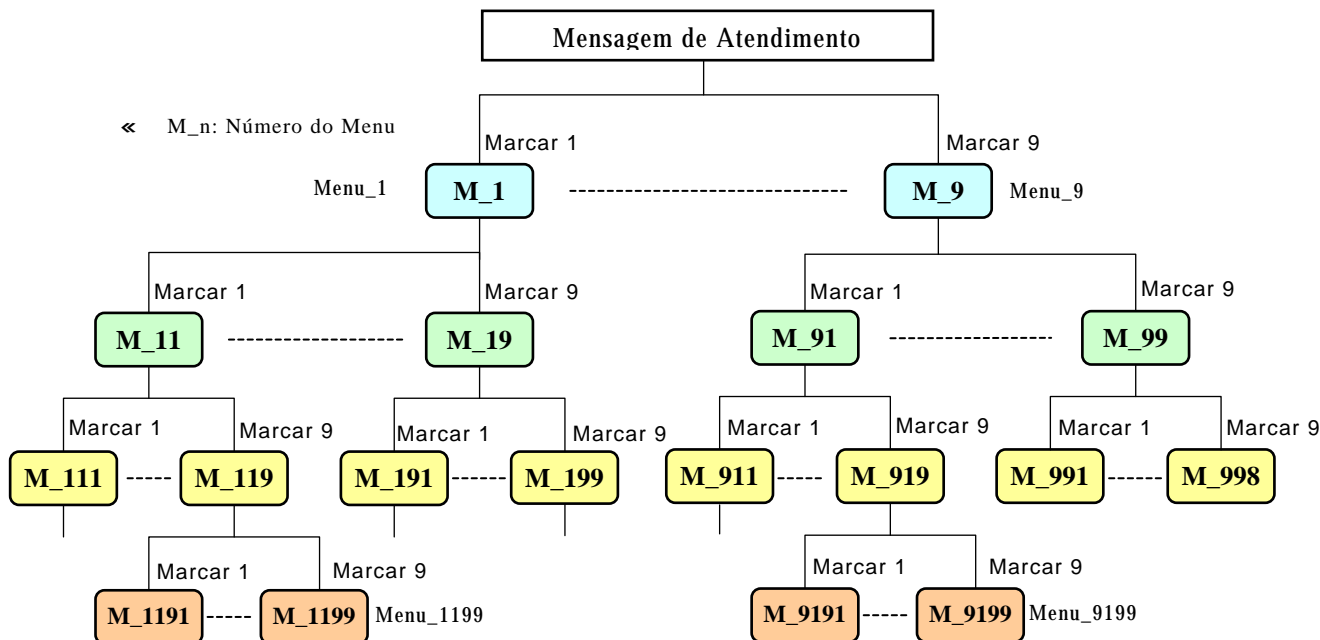 Mensagem de Atendimento
« M_n: Número do Menu
Marcar 1 Marcar 9
Menu_1 M_1 M_9 Menu_9
Marcar 1 Marcar 9 Marcar 1 Marcar 9
M_11 M_19 M_91 M_99
Marcar 1 Marcar 9 Marcar 1 Marcar 9 Marcar 1 Marcar 9 Marcar 1 Marcar 9
M_111 M_119 M_191 M_199 M_911 M_919 M_991 M_998
Marcar 1 Marcar 9 Marcar 1 Marcar 9
M_1191 M_1199 Menu_1199 M_9191 M_9199 Menu_9199